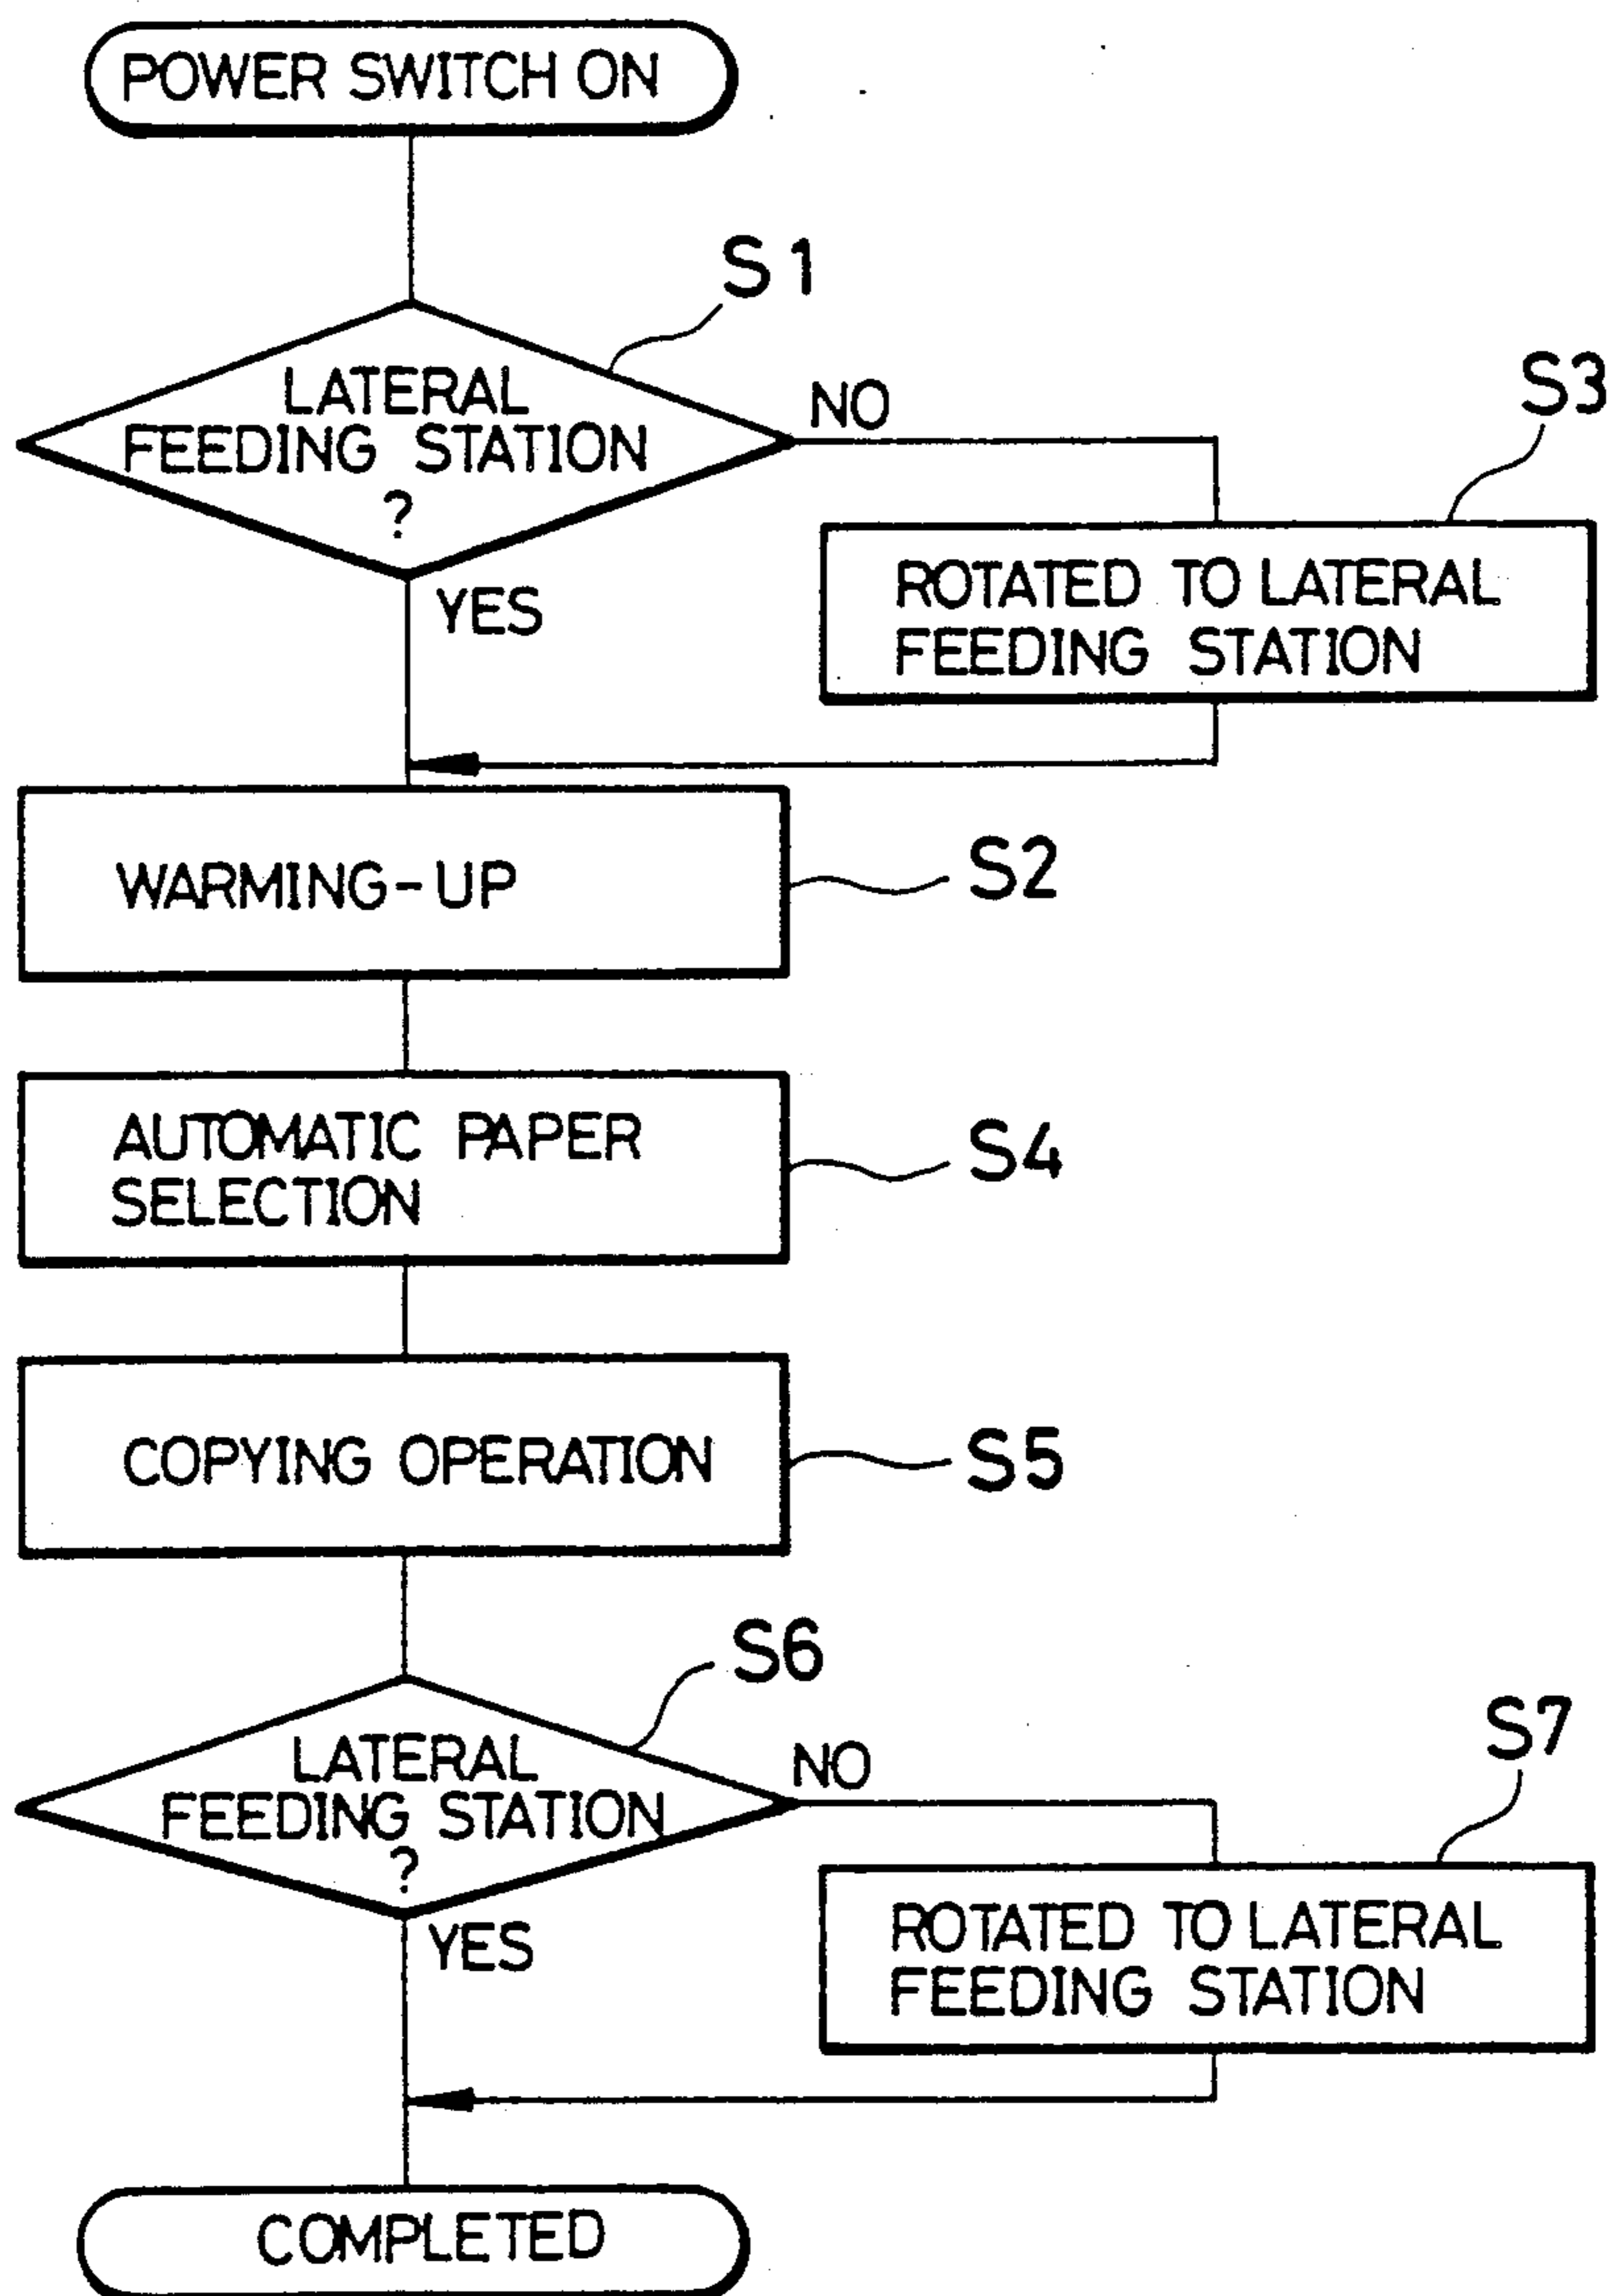 POWER SWITCH ON
S1
LATERAL
FEEDING STATION
?
NO
S3
YES
ROTATED TO LATERAL
FEEDING STATION
WARMING-UP
S2
AUTOMATIC PAPER
SELECTION
S4
COPYING OPERATION
S5
S6
LATERAL
FEEDING STATION
?
NO
S7
YES
ROTATED TO LATERAL
FEEDING STATION
COMPLETED